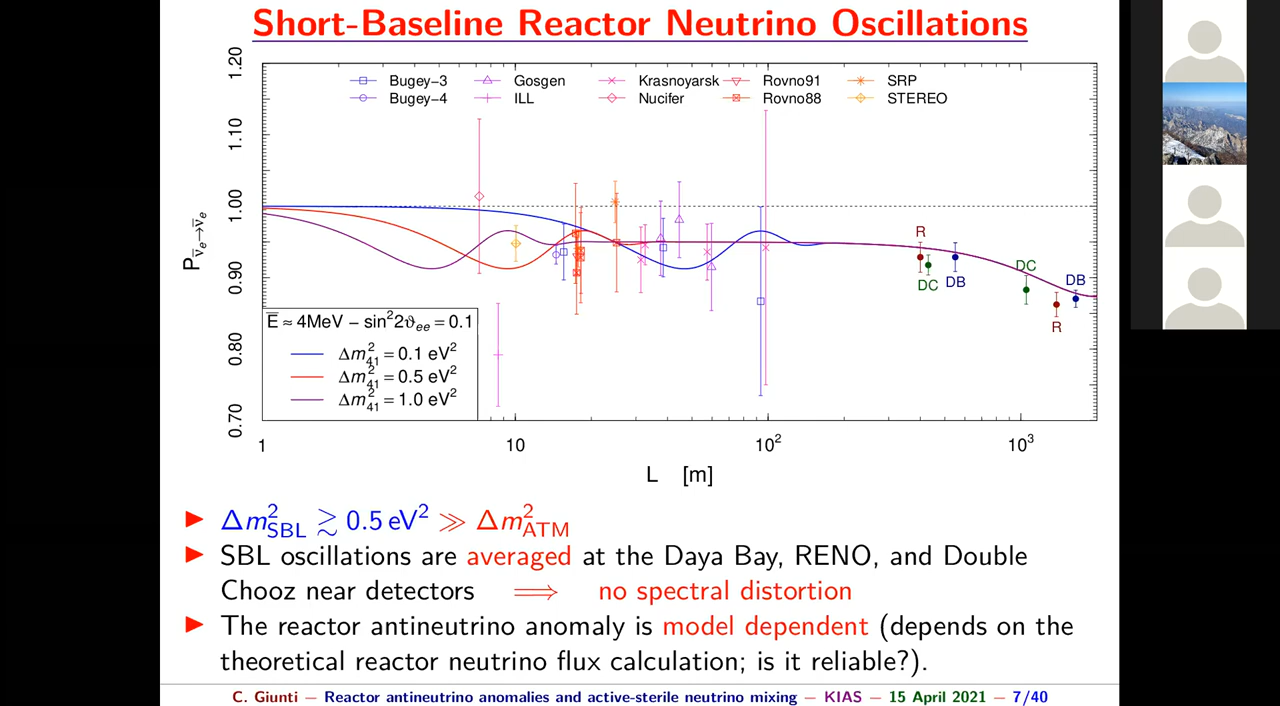 Short-Baseline Reactor Neutrino Oscillations
1.20
1.10
1.00
0.90
0.80
0.70
P ν̄e→ν̄e
Bugey−3 Gosgen Krasnoyarsk Rovno91 SRP
Bugey−4 ILL Nucifer Rovno88 STEREO
R
DC
DB
DC
DB
R
E̅ ≈ 4MeV − sin²2ϑee = 0.1
Δm²41 = 0.1 eV²
Δm²41 = 0.5 eV²
Δm²41 = 1.0 eV²
1 10 10² 10³
L [m]
▶ Δm²SBL ≳ 0.5 eV² ≫ Δm²ATM
▶ SBL oscillations are averaged at the Daya Bay, RENO, and Double
Chooz near detectors ⟹ no spectral distortion
▶ The reactor antineutrino anomaly is model dependent (depends on the
theoretical reactor neutrino flux calculation; is it reliable?).
C. Giunti − Reactor antineutrino anomalies and active-sterile neutrino mixing − KIAS − 15 April 2021 − 7/40